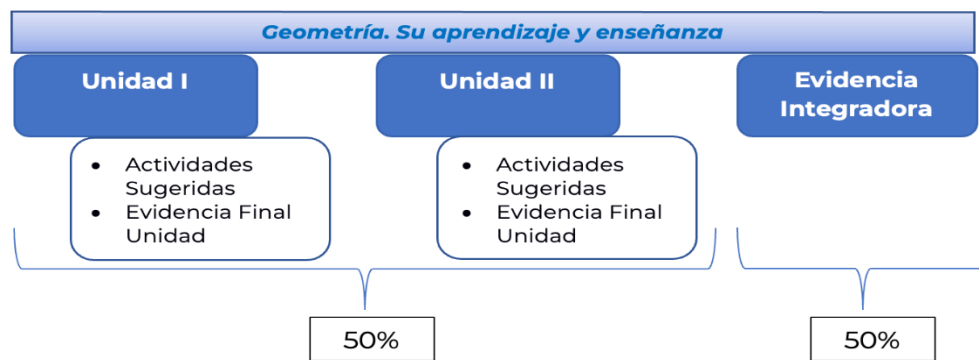 Geometría. Su aprendizaje y enseñanza
Unidad I
Unidad II
Evidencia
Integradora
• Actividades
Sugeridas
• Evidencia Final
Unidad
• Actividades
Sugeridas
• Evidencia Final
Unidad
50%
50%